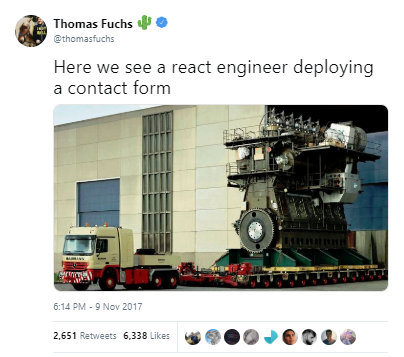 Thomas Fuchs
@thomasfuchs
Here we see a react engineer deploying
a contact form
6:14 PM - 9 Nov 2017
2,651 Retweets 6,338 Likes